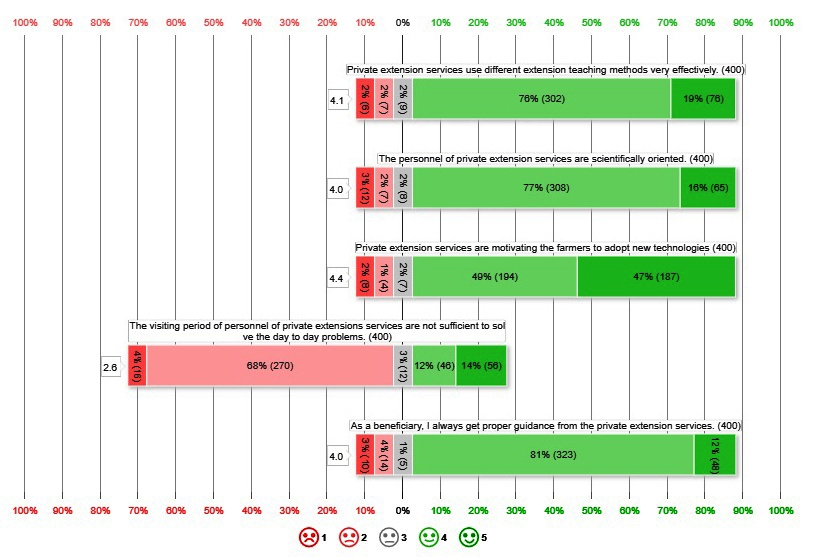 100% 90% 80% 70% 60% 50% 40% 30% 20% 10% 0% 10% 20% 30% 40% 50% 60% 70% 80% 90% 100%
Private extension services use different extension teaching methods very effectively. (400)
4.1 2% (6) 2% (7) 2% (9) 76% (302) 19% (76)
The personnel of private extension services are scientifically oriented. (400)
4.0 3% (12) 2% (7) 2% (8) 77% (308) 16% (65)
Private extension services are motivating the farmers to adopt new technologies (400)
4.4 2% (8) 1% (4) 2% (7) 49% (194) 47% (187)
The visiting period of personnel of private extensions services are not sufficient to sol
ve the day to day problems. (400)
2.6 4% (16) 68% (270) 3% (12) 12% (46) 14% (56)
As a beneficiary, I always get proper guidance from the private extension services. (400)
4.0 3% (10) 4% (14) 1% (5) 81% (323) 12% (48)
100% 90% 80% 70% 60% 50% 40% 30% 20% 10% 0% 10% 20% 30% 40% 50% 60% 70% 80% 90% 100%
1 2 3 4 5